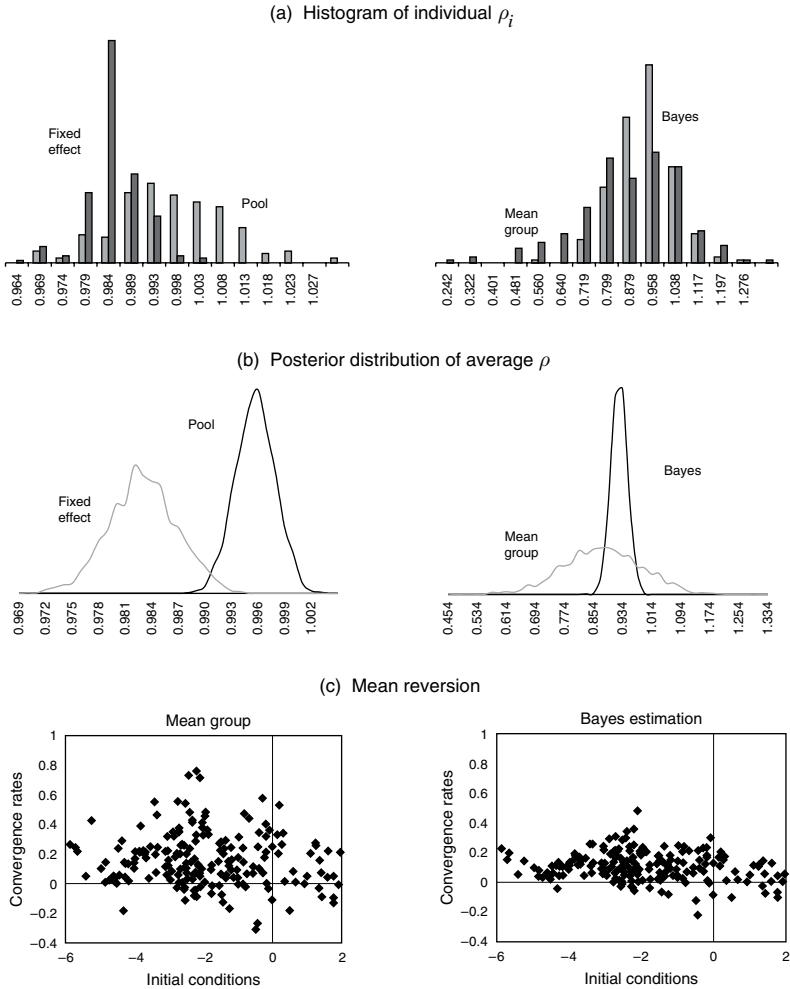 (a) Histogram of individual ρi
Fixed effect
Pool
0.964 0.969 0.974 0.979 0.984 0.989 0.993 0.998 1.003 1.008 1.013 1.018 1.023 1.027
Bayes
Mean group
0.242 0.322 0.401 0.481 0.560 0.640 0.719 0.799 0.879 0.958 1.038 1.117 1.197 1.276
(b) Posterior distribution of average ρ
Pool
Fixed effect
0.969 0.972 0.975 0.978 0.981 0.984 0.987 0.990 0.993 0.996 0.999 1.002
Bayes
Mean group
0.454 0.534 0.614 0.694 0.774 0.854 0.934 1.014 1.094 1.174 1.254 1.334
(c) Mean reversion
Mean group
Convergence rates
1
0.8
0.6
0.4
0.2
0
−0.2
−0.4
−6 −4 −2 0 2
Initial conditions
Bayes estimation
Convergence rates
1
0.8
0.6
0.4
0.2
0
−0.2
−0.4
−6 −4 −2 0 2
Initial conditions